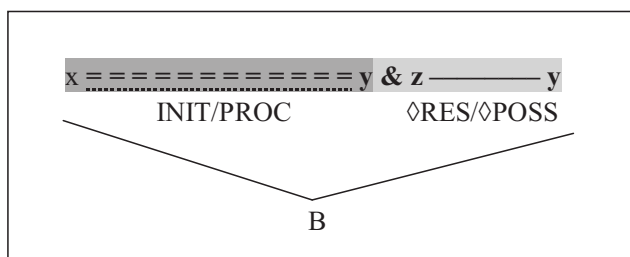 x = = = = = = = = = = = = y & z ———— y
INIT/PROC ◊RES/◊POSS
B